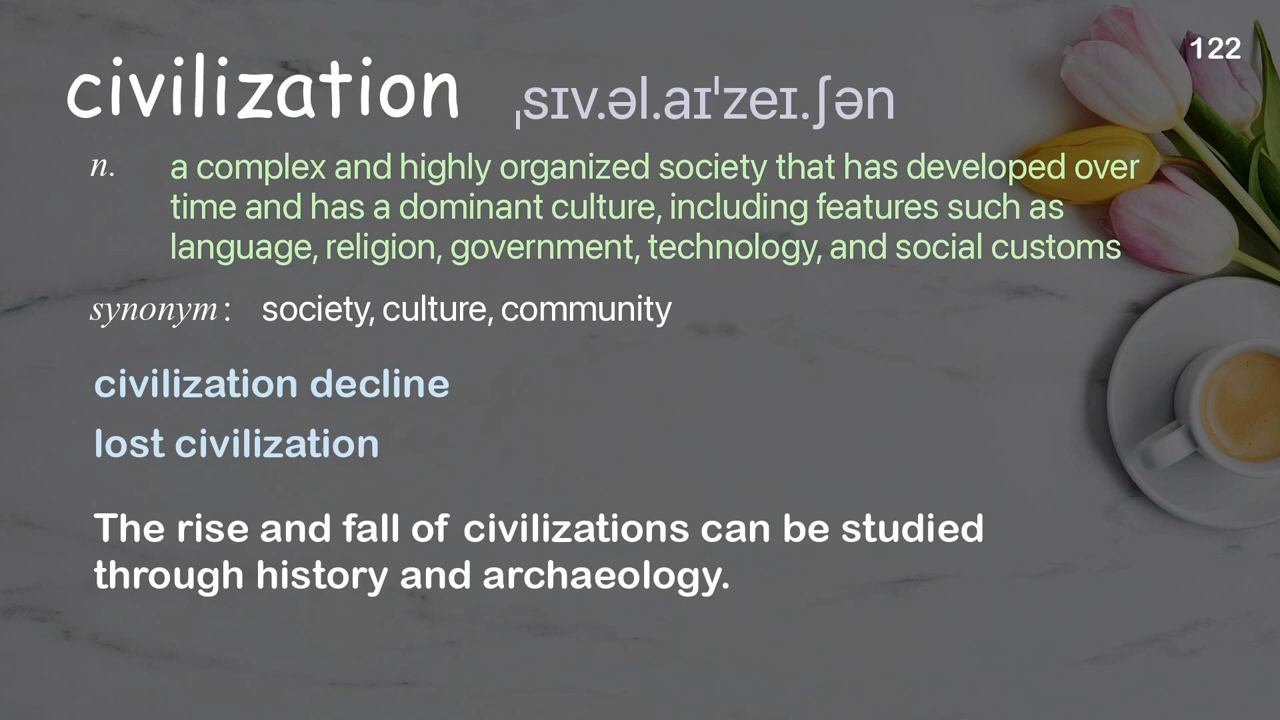 122
civilization ˌsɪv.əl.aɪˈzeɪ.ʃən
n. a complex and highly organized society that has developed over
time and has a dominant culture, including features such as
language, religion, government, technology, and social customs
synonym: society, culture, community
civilization decline
lost civilization
The rise and fall of civilizations can be studied
through history and archaeology.